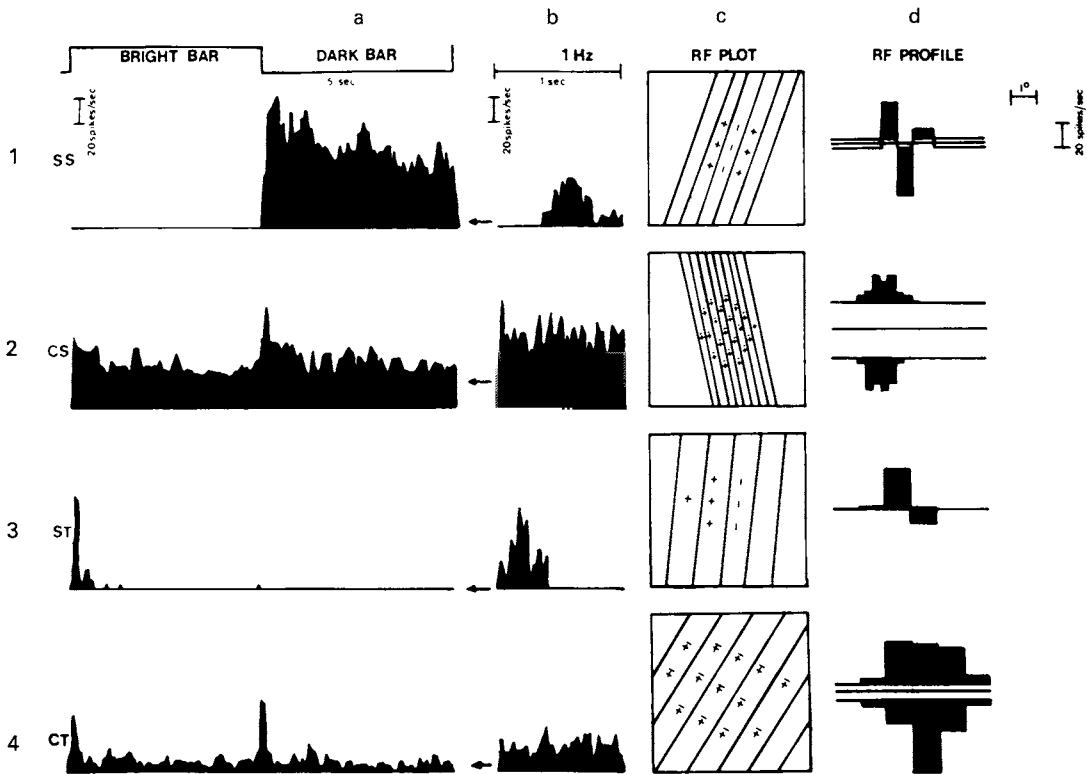 a b c d
BRIGHT BAR DARK BAR 1 Hz RF PLOT RF PROFILE
5 sec 1 sec 1°
20 spikes/sec 20 spikes/sec 20 spikes/sec
1 SS
2 CS
3 ST
4 CT